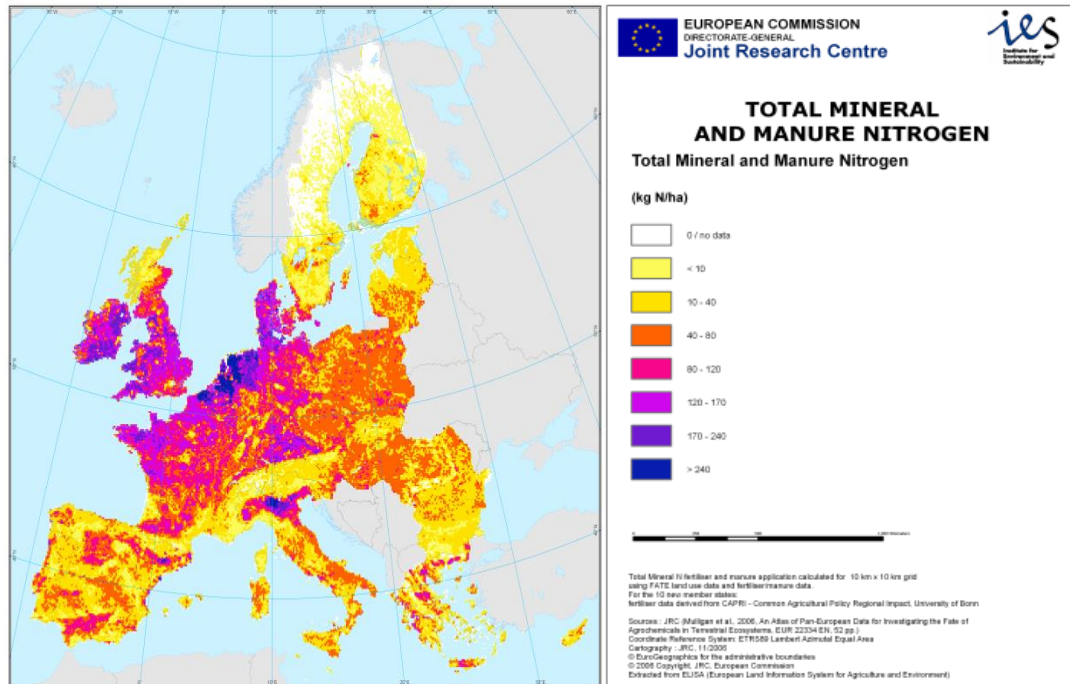 EUROPEAN COMMISSION
DIRECTORATE-GENERAL
Joint Research Centre
ies
Institute for
Environment and
Sustainability
TOTAL MINERAL
AND MANURE NITROGEN
Total Mineral and Manure Nitrogen
(kg N/ha)
0 / no data
< 10
10 - 40
40 - 80
80 - 120
120 - 170
170 - 240
> 240
Total Mineral N fertiliser and manure application calculated for 10 km x 10 km grid
using FATE land use data and fertiliser/manure data.
For the 10 new member states:
fertiliser data derived from CAPRI - Common Agricultural Policy Regional Impact, University of Bonn
Sources : JRC (Mulligan et al., 2006, An Atlas of Pan-European Data for Investigating the Fate of
Agrochemicals in Terrestrial Ecosystems, EUR 22334 EN, 52 pp.)
Coordinate Reference System: ETRS89 Lambert Azimutal Equal Area
Cartography : JRC, 11/2006
© EuroGeographics for the administrative boundaries
© 2006 Copyright, JRC, European Commission
Extracted from ELISA (European Land Information System for Agriculture and Environment)